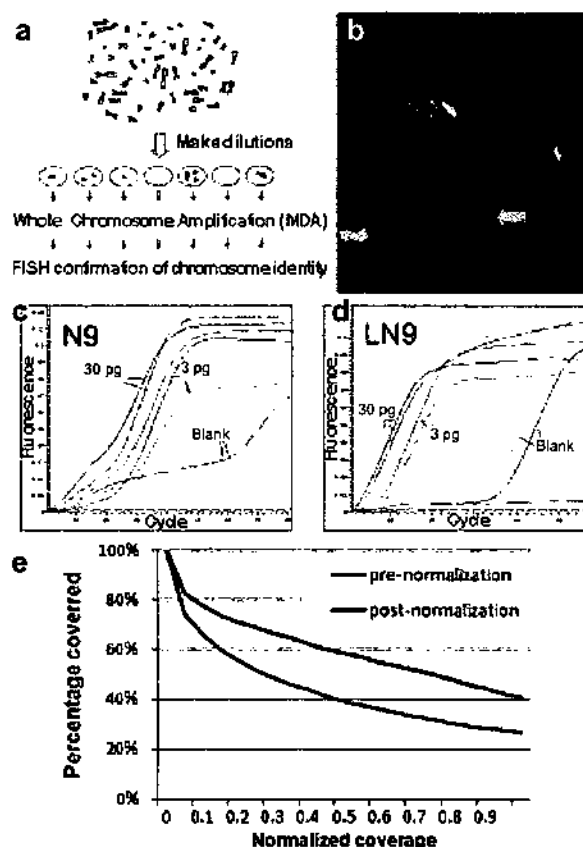 a
Make dilutions
Whole Chromosome Amplification (MDA)
FISH confirmation of chromosome identity
b
c
N9
30 pg
3 pg
Blank
Fluorescence
Cycle
d
LN9
30 pg
3 pg
Blank
Fluorescence
Cycle
e
100%
80%
60%
40%
20%
0%
pre-normalization
post-normalization
Percentage coverred
0 0.1 0.2 0.3 0.4 0.5 0.6 0.7 0.8 0.9
Normalized coverage